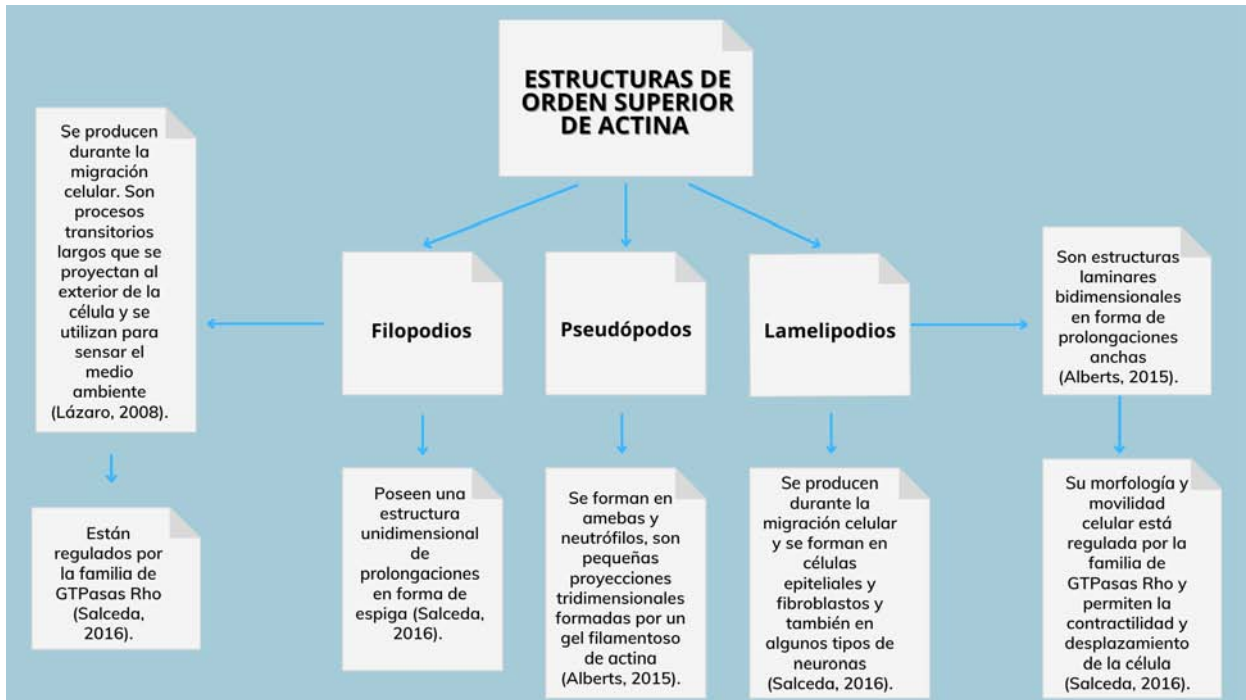 ESTRUCTURAS DE
ORDEN SUPERIOR
DE ACTINA
Se producen
durante la
migración
celular. Son
procesos
transitorios
largos que se
proyectan al
exterior de la
célula y se
utilizan para
sensar el
medio
ambiente
(Lázaro, 2008).
Filopodios
Pseudópodos
Lamelipodios
Son estructuras
laminares
bidimensionales
en forma de
prolongaciones
anchas
(Alberts, 2015).
Están
regulados por
la familia de
GTPasas Rho
(Salceda,
2016).
Poseen una
estructura
unidimensional
de
prolongaciones
en forma de
espiga (Salceda,
2016).
Se forman en
amebas y
neutrófilos, son
pequeñas
proyecciones
tridimensionales
formadas por un
gel filamentoso
de actina
(Alberts, 2015).
Se producen
durante la
migración celular
y se forman en
células
epiteliales y
fibroblastos y
también en
algunos tipos de
neuronas
(Salceda, 2016).
Su morfología y
movilidad
celular está
regulada por la
familia de
GTPasas Rho y
permiten la
contractilidad y
desplazamiento
de la célula
(Salceda, 2016).